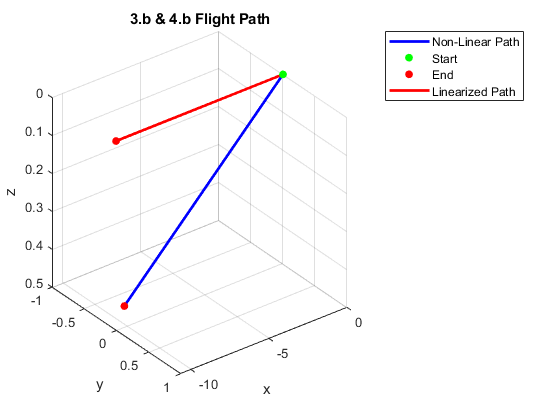 3.b & 4.b Flight Path
Non-Linear Path
Start
End
Linearized Path
0
0.1
0.2
0.3
0.4
0.5
z
-1
-0.5
0
0.5
1
y
-10
-5
0
x